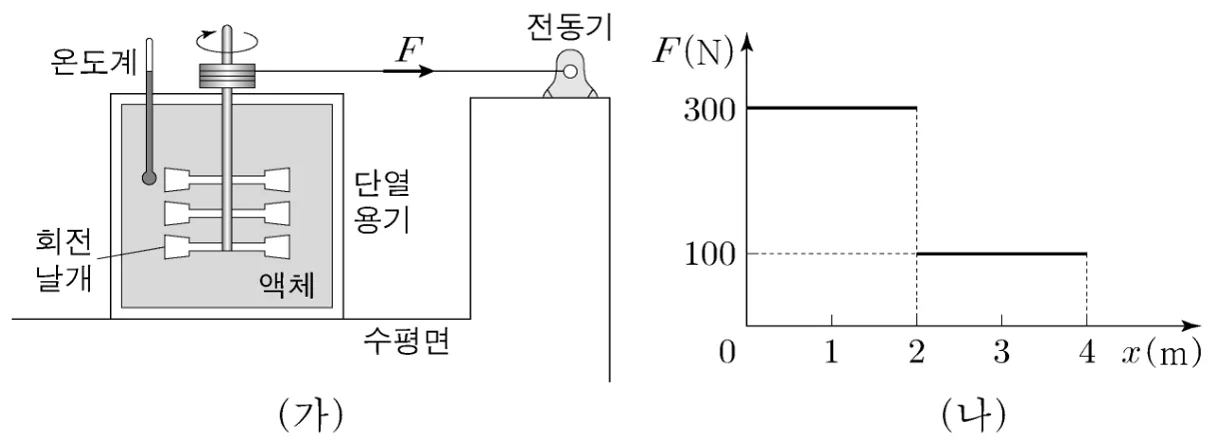 온도계
F
전동기
단열
용기
회전
날개
액체
수평면
(가)
F(N)
300
100
0 1 2 3 4 x(m)
(나)